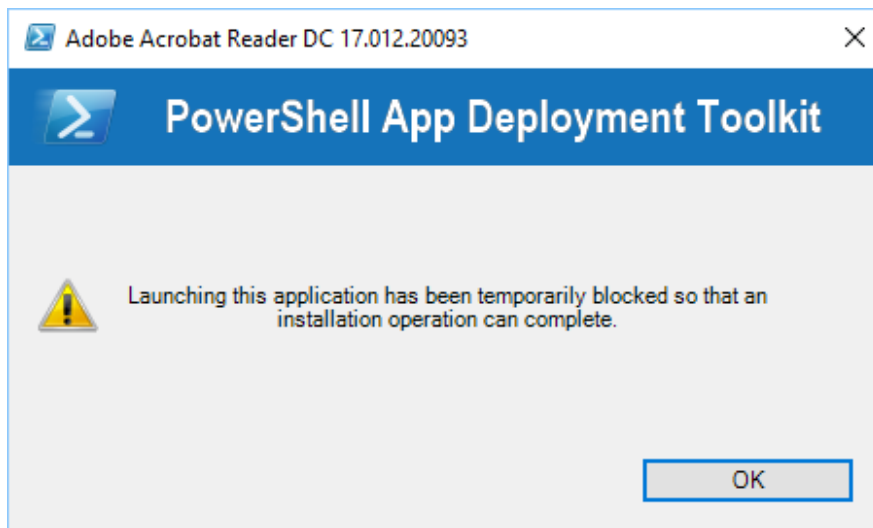 Adobe Acrobat Reader DC 17.012.20093
PowerShell App Deployment Toolkit
Launching this application has been temporarily blocked so that an
installation operation can complete.
OK